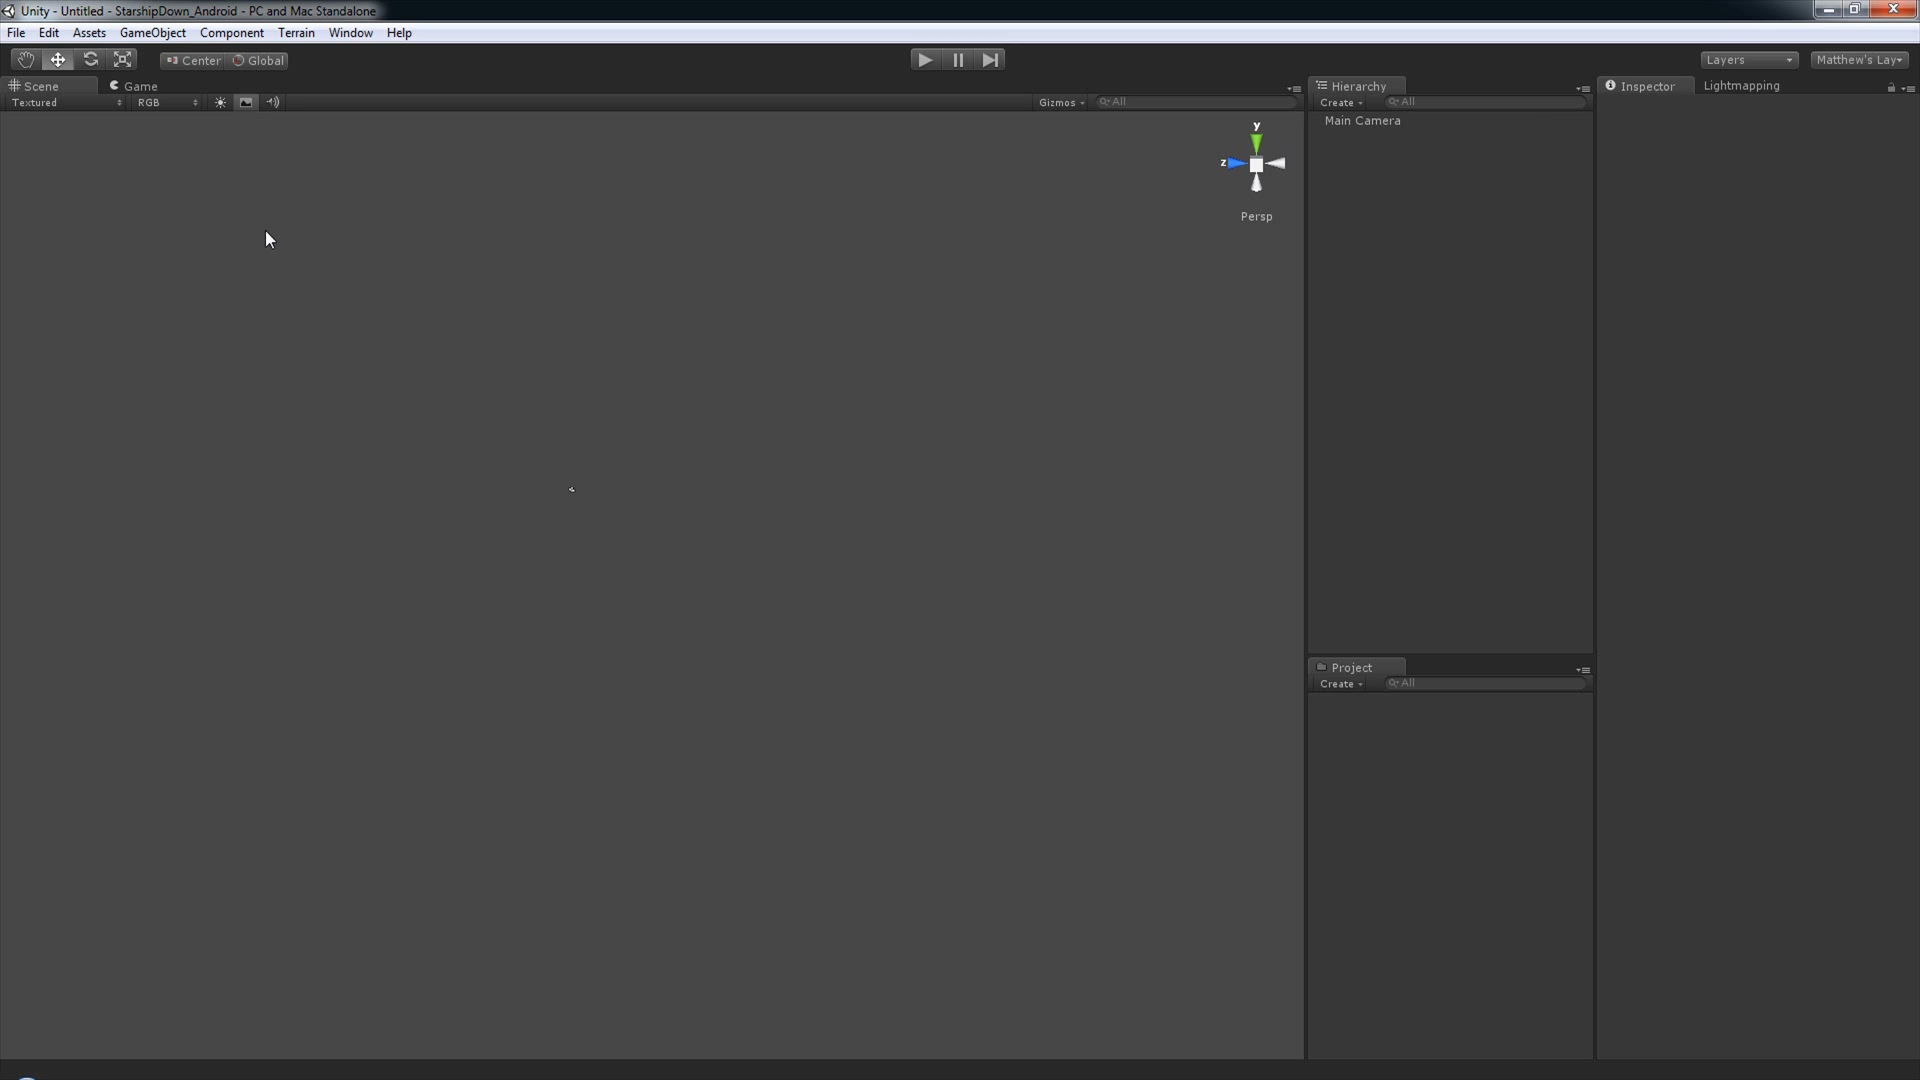 Unity - Untitled - StarshipDown_Android - PC and Mac Standalone
File Edit Assets GameObject Component Terrain Window Help
Center Global Layers Matthew's Lay
Scene Game Hierarchy Inspector Lightmapping
Textured RGB Gizmos All Create All
Main Camera
y
z
Persp
Project
Create All